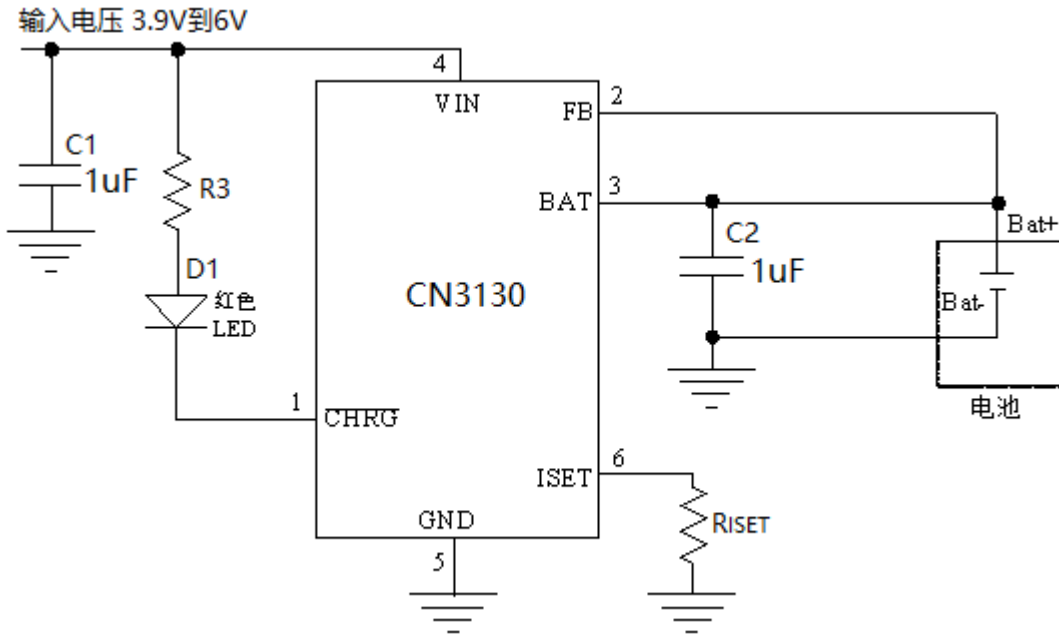 输入电压 3.9V到6V
4
VIN
FB
2
C1
1uF
R3
BAT
3
C2
1uF
Bat+
D1
红色
LED
CN3130
Bat-
1
CHRG
电池
ISET
6
GND
RISET
5